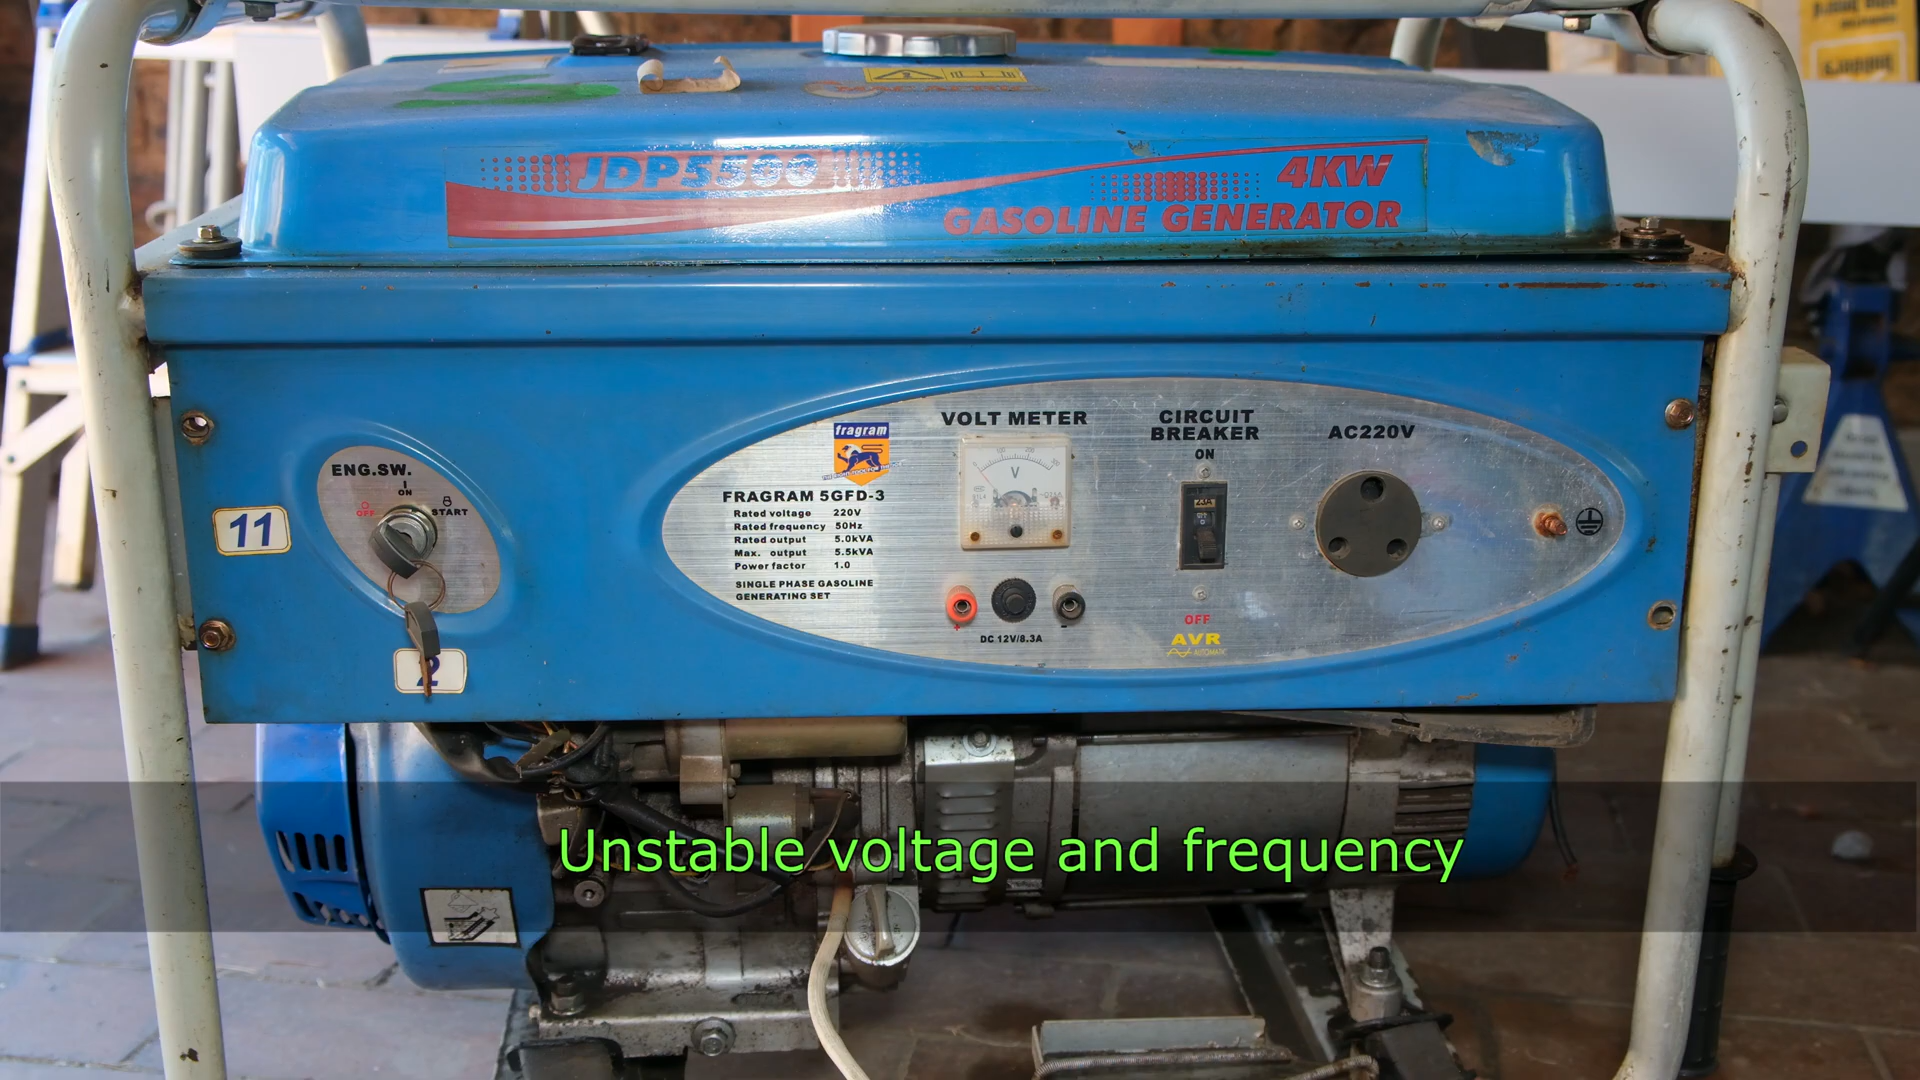 JDP5500
4KW
GASOLINE GENERATOR
VOLT METER
CIRCUIT
BREAKER
ON
AC220V
fragram
ENG.SW.
I
ON
OFF
START
FRAGRAM 5GFD-3
Rated voltage 220V
Rated frequency 50Hz
Rated output 5.0kVA
Max. output 5.5kVA
Power factor 1.0
SINGLE PHASE GASOLINE
GENERATING SET
V
23A
11
2
+
-
DC 12V/8.3A
OFF
AVR
AUTOMATIC
Unstable voltage and frequency